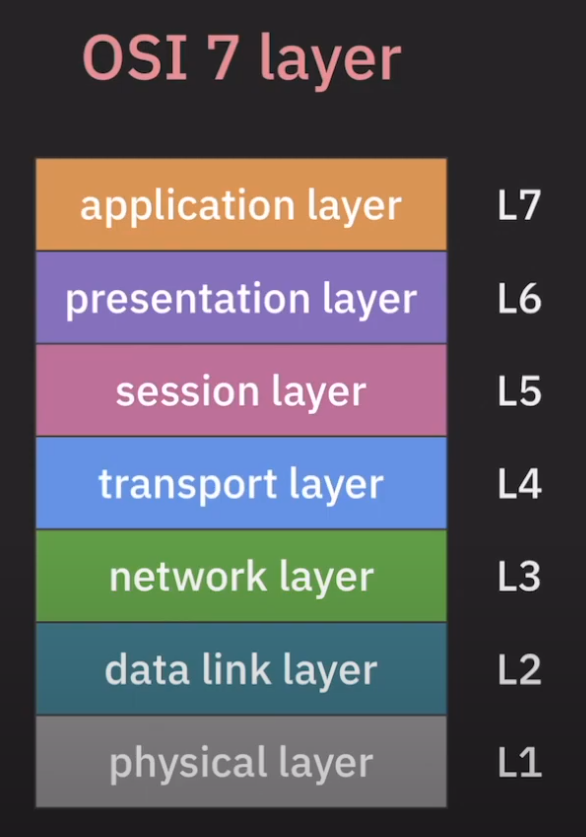 OSI 7 layer
application layer L7
presentation layer L6
session layer L5
transport layer L4
network layer L3
data link layer L2
physical layer L1